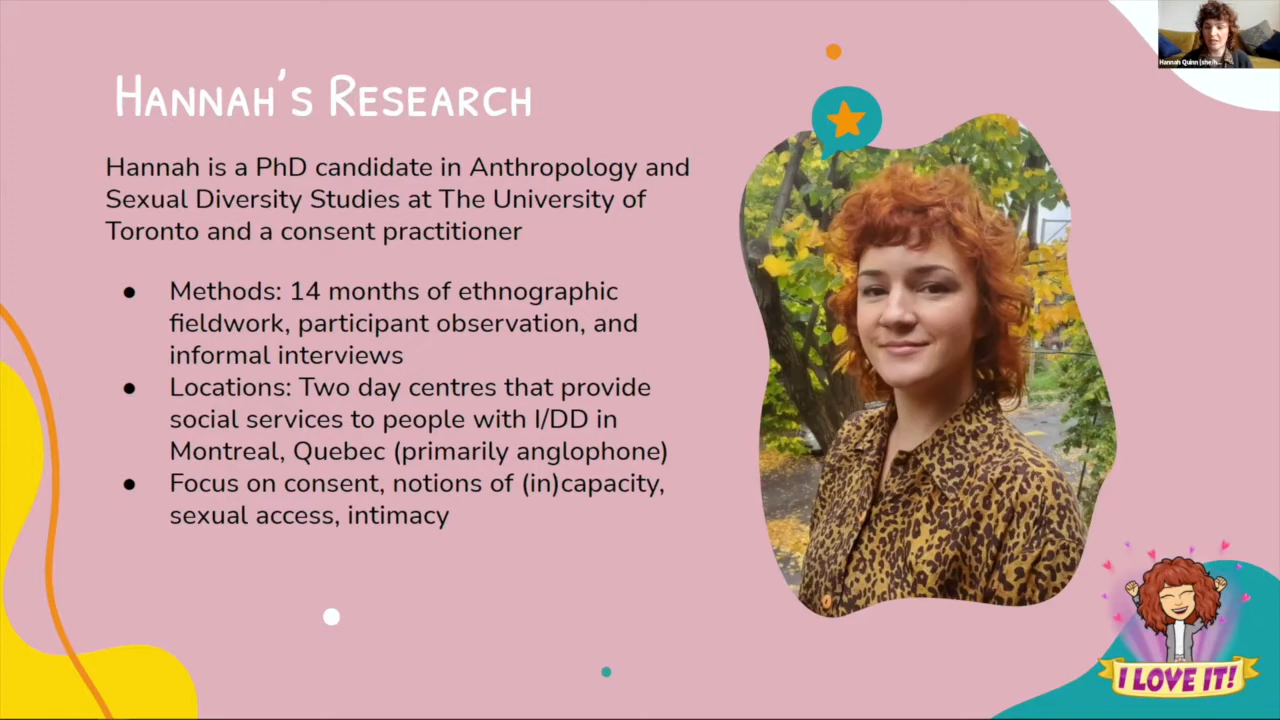 Hannah's Research
Hannah is a PhD candidate in Anthropology and
Sexual Diversity Studies at The University of
Toronto and a consent practitioner
● Methods: 14 months of ethnographic
fieldwork, participant observation, and
informal interviews
● Locations: Two day centres that provide
social services to people with I/DD in
Montreal, Quebec (primarily anglophone)
● Focus on consent, notions of (in)capacity,
sexual access, intimacy
Hannah Quinn (she/h...
I LOVE IT!